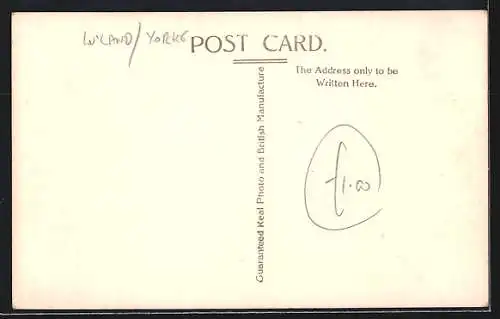 W'LAND / YORKS
POST CARD.
The Address only to be
Written Here.
Guaranteed Real Photo and British Manufacture
£1.00